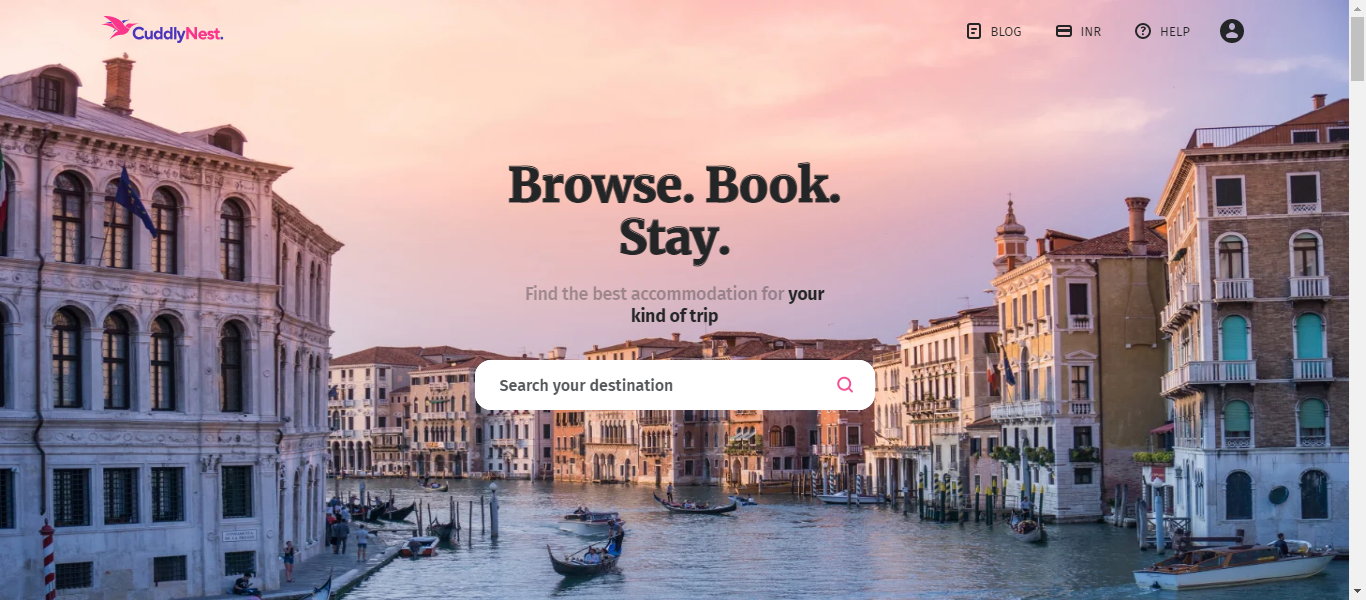 CuddlyNest.
BLOG
INR
HELP
Browse. Book.
Stay.
Find the best accommodation for your
kind of trip
Search your destination